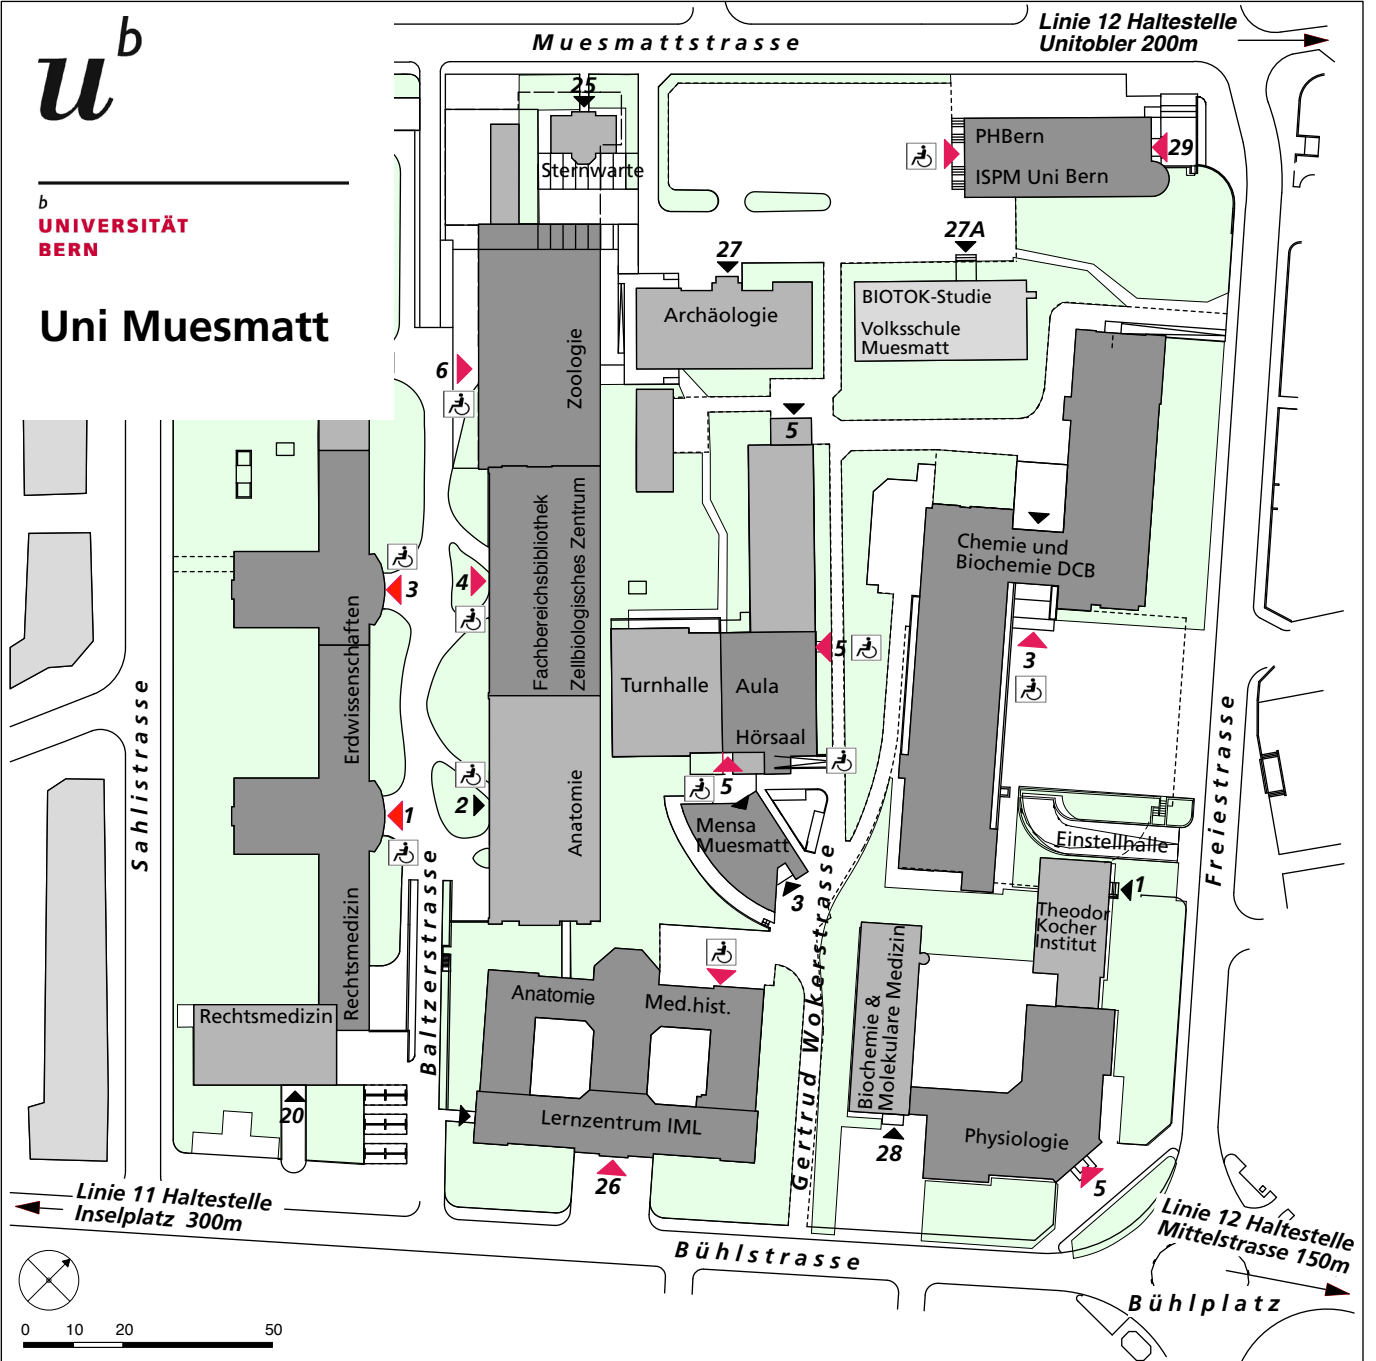 u b
b
UNIVERSITÄT
BERN
Uni Muesmatt
Muesmattstrasse
Linie 12 Haltestelle
Unitobler 200m
25
Sternwarte
PHBern
ISPM Uni Bern
29
27
27A
Archäologie
BIOTOK-Studie
Volksschule
Muesmatt
6
Zoologie
5
Fachbereichsbibliothek
Zellbiologisches Zentrum
4
3
Chemie und
Biochemie DCB
Erdwissenschaften
Turnhalle
Aula
Hörsaal
5
3
Sahlistrasse
Freiestrasse
5
2
1
Anatomie
Mensa
Muesmatt
3
Einstellhalle
1
Theodor
Kocher
Institut
Baltzerstrasse
Gertrud Wokerstrasse
Rechtsmedizin
Rechtsmedizin
Anatomie
Med.hist.
Biochemie &
Molekulare Medizin
20
Lernzentrum IML
Physiologie
28
26
5
Linie 11 Haltestelle
Inselplatz 300m
Linie 12 Haltestelle
Mittelstrasse 150m
Bühlstrasse
Bühlplatz
0 10 20 50